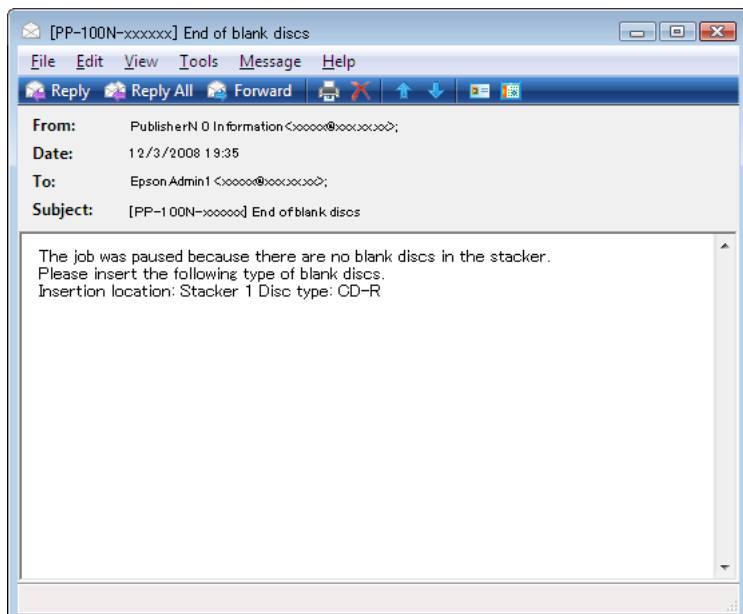 [PP-100N-xxxxxx] End of blank discs
File Edit View Tools Message Help
Reply Reply All Forward
From: PublisherN 0 Information<xxxxx@xxx.xx.xx>;
Date: 12/3/2008 19:35
To: Epson Admin1 <xxxxx@xxx.xx.xx>;
Subject: [PP-100N-xxxxxx] End of blank discs
The job was paused because there are no blank discs in the stacker.
Please insert the following type of blank discs.
Insertion location: Stacker 1 Disc type: CD-R